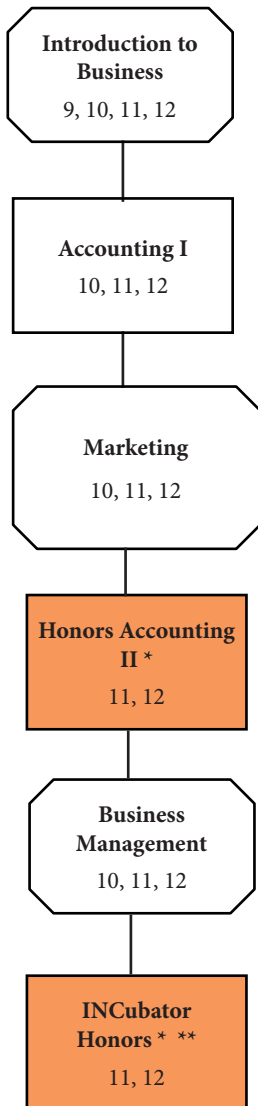 Introduction to
Business
9, 10, 11, 12
Accounting I
10, 11, 12
Marketing
10, 11, 12
Honors Accounting
II *
11, 12
Business
Management
10, 11, 12
INCubator
Honors * **
11, 12